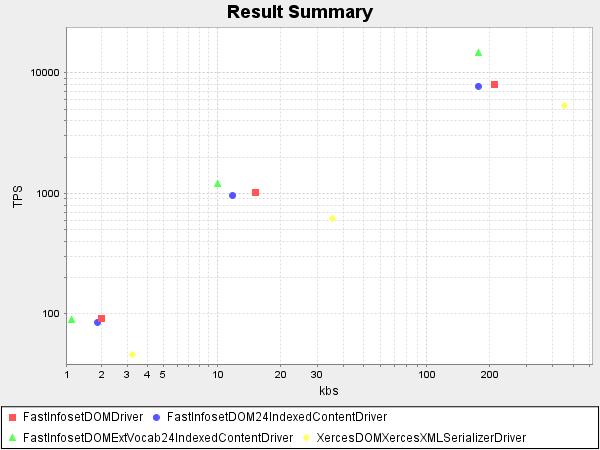 Result Summary
10000
1000
100
TPS
1 2 3 4 5 10 20 30 100 200
kbs
FastInfosetDOMDriver FastInfosetDOM24IndexedContentDriver
FastInfosetDOMExtVocab24IndexedContentDriver XercesDOMXercesXMLSerializerDriver